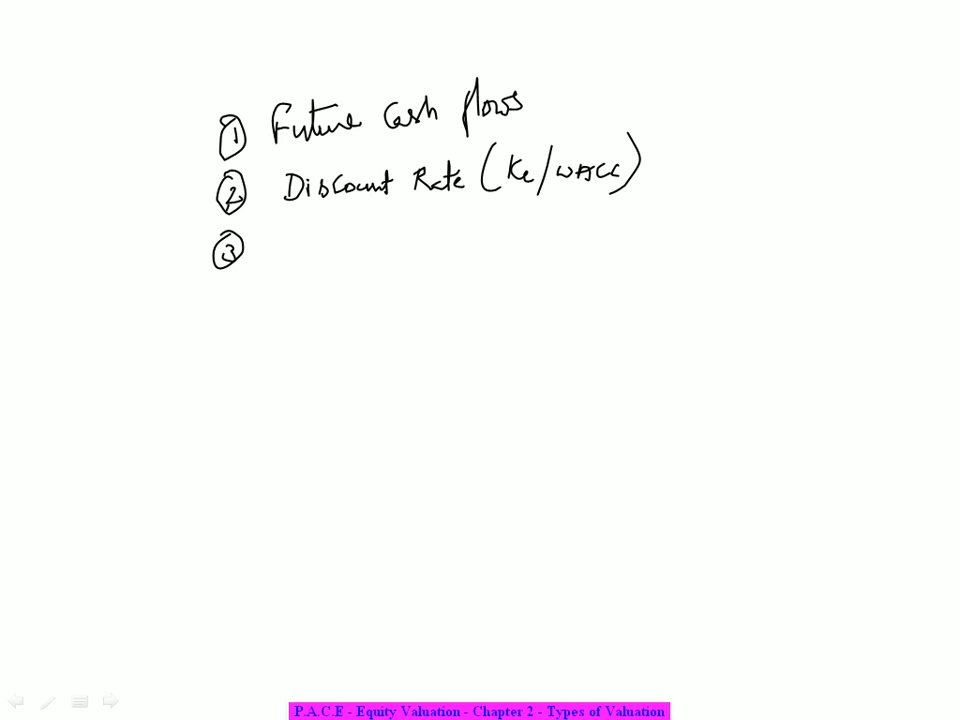 ① Future Cash flows
② Discount Rate (Ke/WACC)
③
P.A.C.E - Equity Valuation - Chapter 2 - Types of Valuation